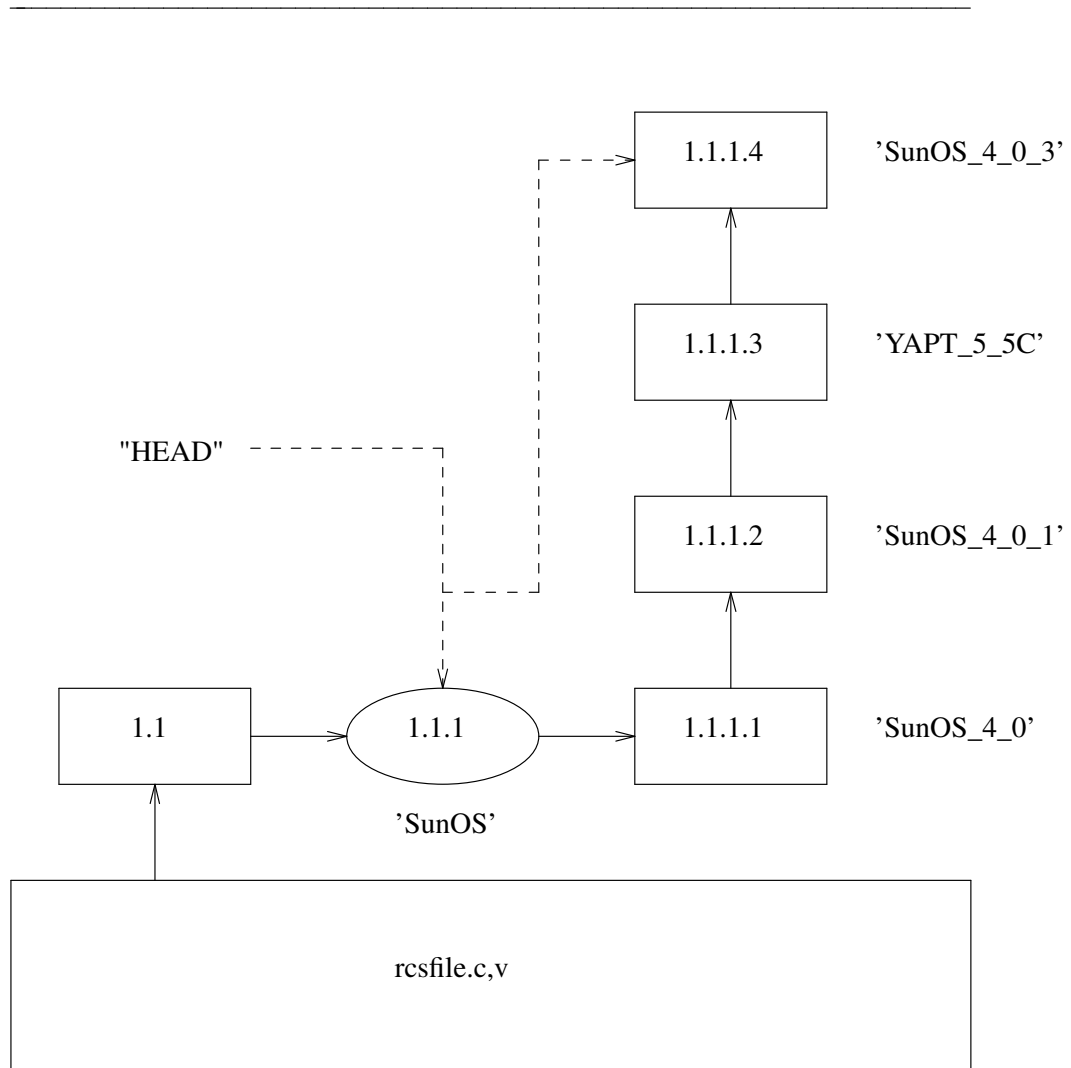 1.1.1.4 ’SunOS_4_0_3’
1.1.1.3 ’YAPT_5_5C’
"HEAD"
1.1.1.2 ’SunOS_4_0_1’
1.1 1.1.1 1.1.1.1 ’SunOS_4_0’
’SunOS’
rcsfile.c,v